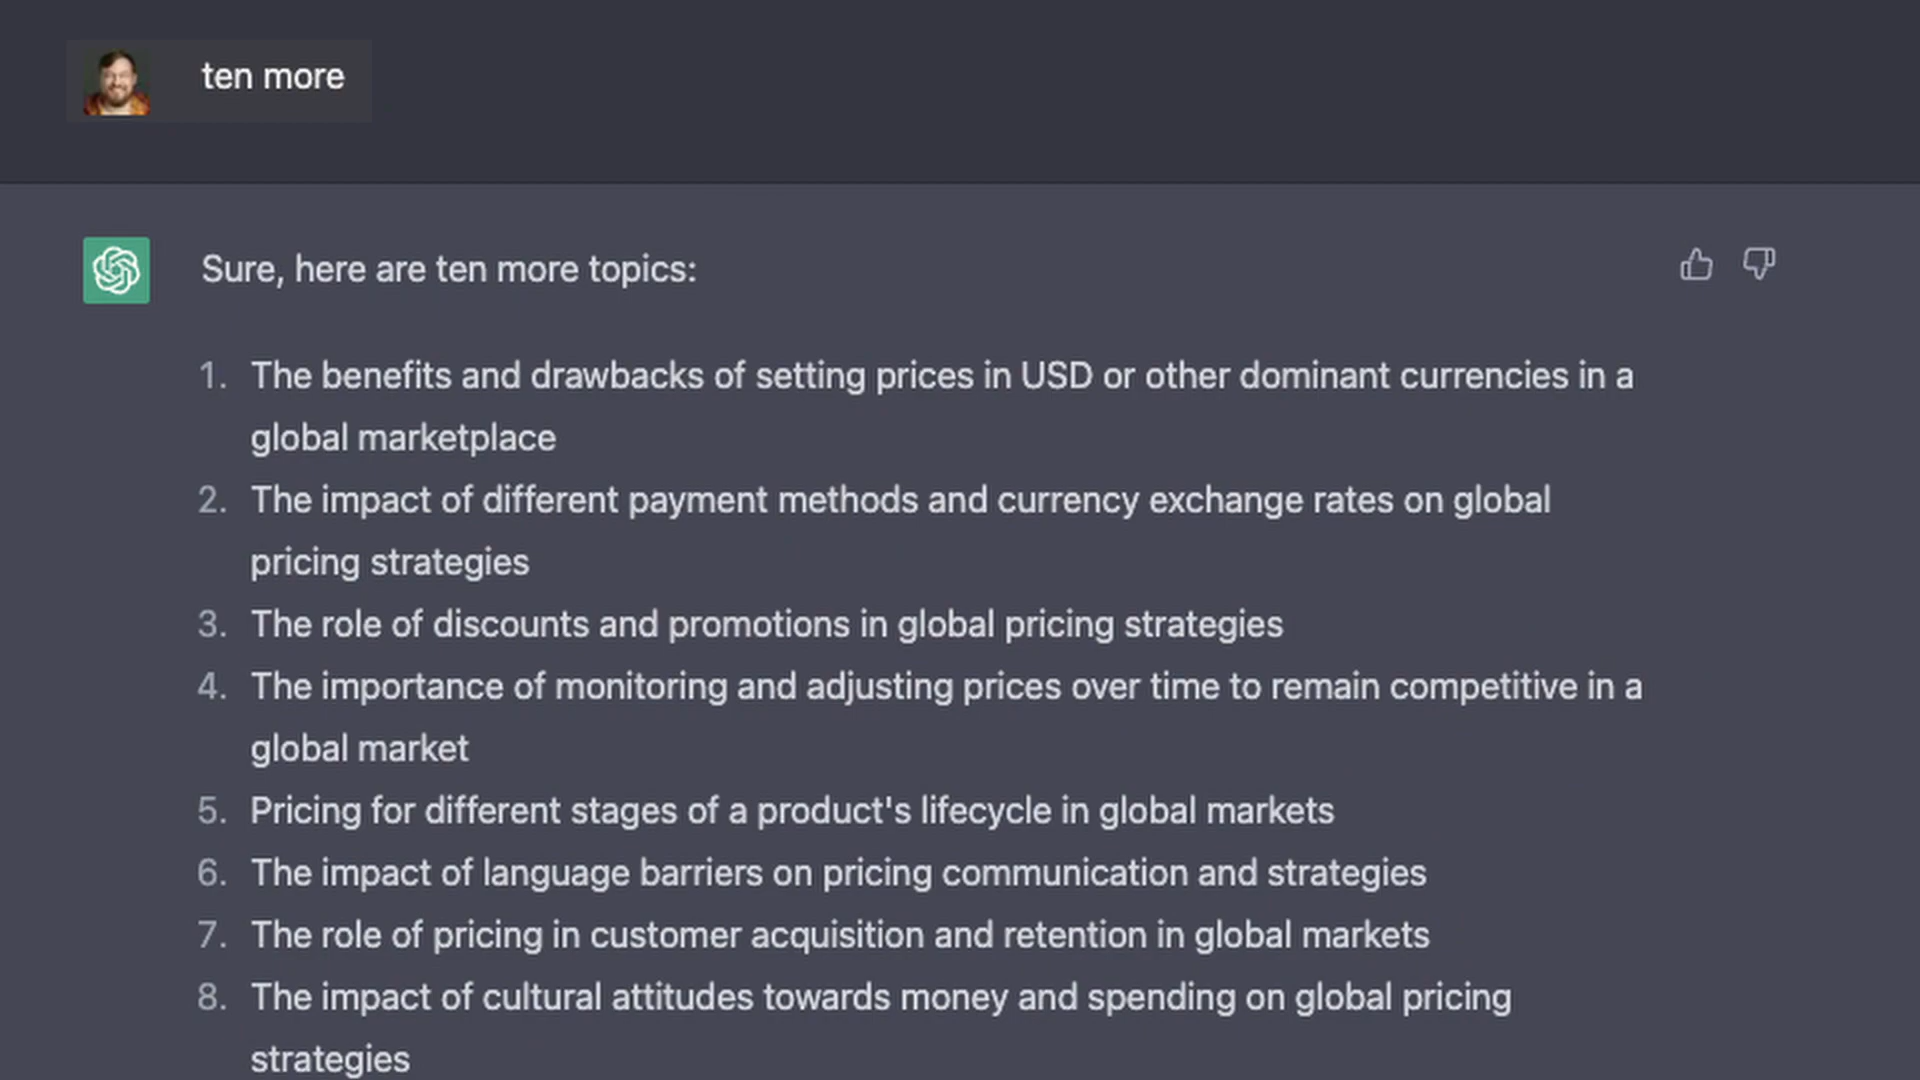 ten more
Sure, here are ten more topics:
1. The benefits and drawbacks of setting prices in USD or other dominant currencies in a
global marketplace
2. The impact of different payment methods and currency exchange rates on global
pricing strategies
3. The role of discounts and promotions in global pricing strategies
4. The importance of monitoring and adjusting prices over time to remain competitive in a
global market
5. Pricing for different stages of a product's lifecycle in global markets
6. The impact of language barriers on pricing communication and strategies
7. The role of pricing in customer acquisition and retention in global markets
8. The impact of cultural attitudes towards money and spending on global pricing
strategies